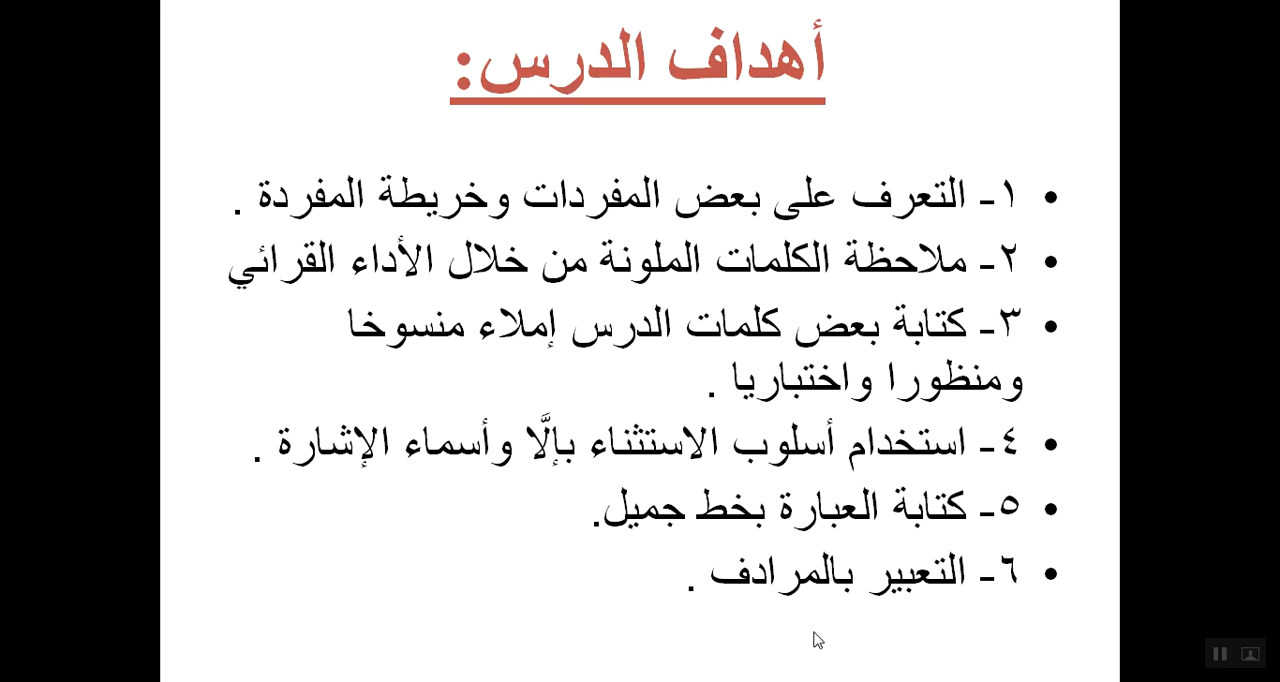 أهداف الدرس:
• ١- التعرف على بعض المفردات وخريطة المفردة .
• ٢- ملاحظة الكلمات الملونة من خلال الأداء القرائي
• ٣- كتابة بعض كلمات الدرس إملاء منسوخا
ومنظورا واختباريا .
• ٤- استخدام أسلوب الاستثناء بإلَّا وأسماء الإشارة .
• ٥- كتابة العبارة بخط جميل.
• ٦- التعبير بالمرادف .